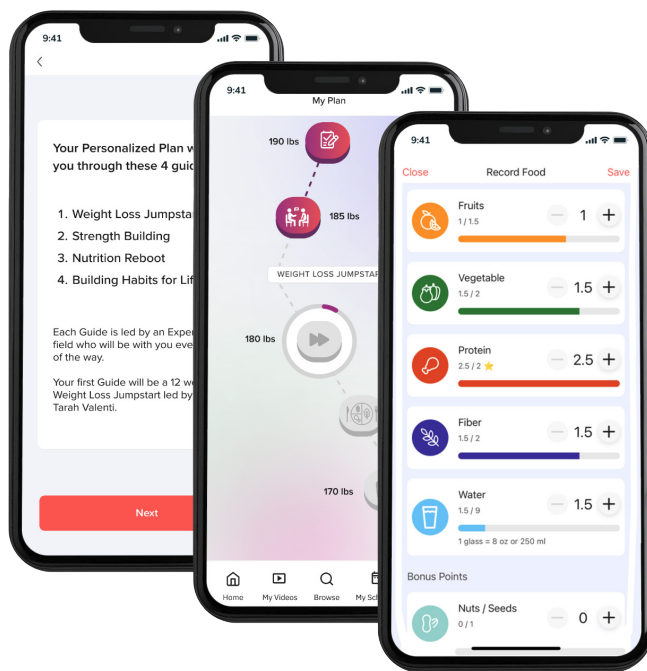 9:41
Your Personalized Plan w
you through these 4 guid
1. Weight Loss Jumpsta
2. Strength Building
3. Nutrition Reboot
4. Building Habits for Lif
Each Guide is led by an Exper
field who will be with you eve
of the way.
Your first Guide will be a 12 we
Weight Loss Jumpstart led by
Tarah Valenti.
Next
9:41
My Plan
190 lbs
185 lbs
WEIGHT LOSS JUMPSTAR
180 lbs
170 lbs
Home
My Videos
Browse
My Sch
9:41
Close
Record Food
Save
Fruits
1 / 1.5
1
Vegetable
1.5 / 2
1.5
Protein
2.5 / 2
2.5
Fiber
1.5 / 2
1.5
Water
1.5 / 9
1.5
1 glass = 8 oz or 250 ml
Bonus Points
Nuts / Seeds
0 / 1
0